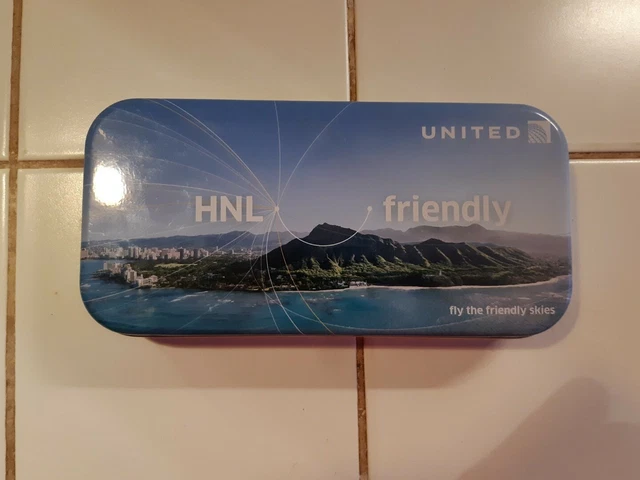 UNITED
HNL friendly
fly the friendly skies